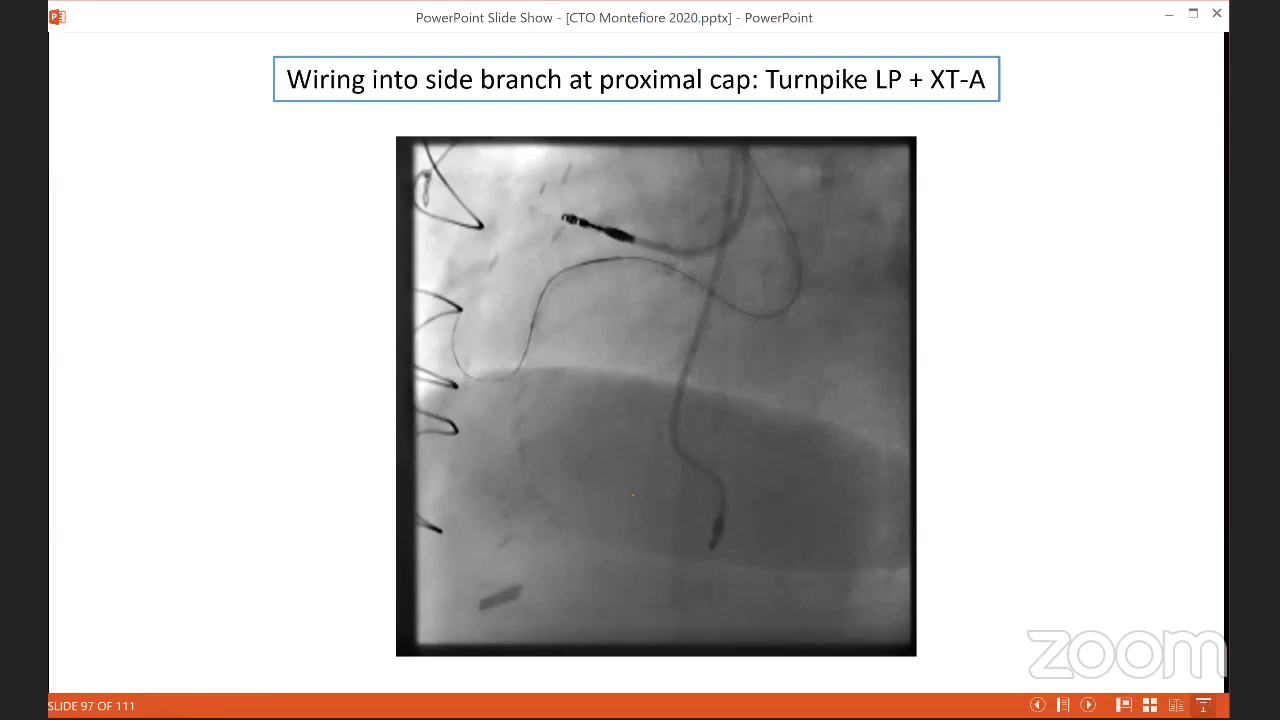 PowerPoint Slide Show - [CTO Montefiore 2020.pptx] - PowerPoint
Wiring into side branch at proximal cap: Turnpike LP + XT-A
zoom
SLIDE 97 OF 111